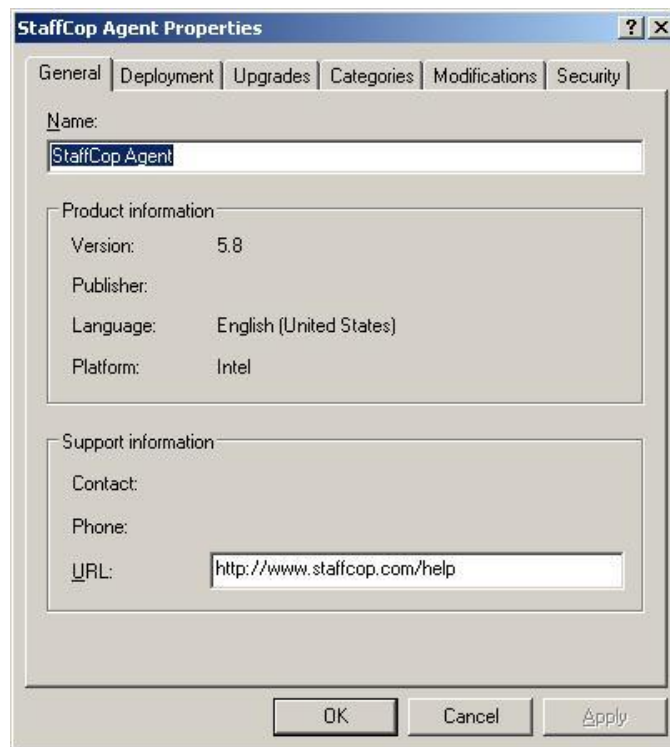 StaffCop Agent Properties
General Deployment Upgrades Categories Modifications Security
Name:
StaffCop Agent
Product information
Version: 5.8
Publisher:
Language: English (United States)
Platform: Intel
Support information
Contact:
Phone:
URL: http://www.staffcop.com/help
OK Cancel Apply